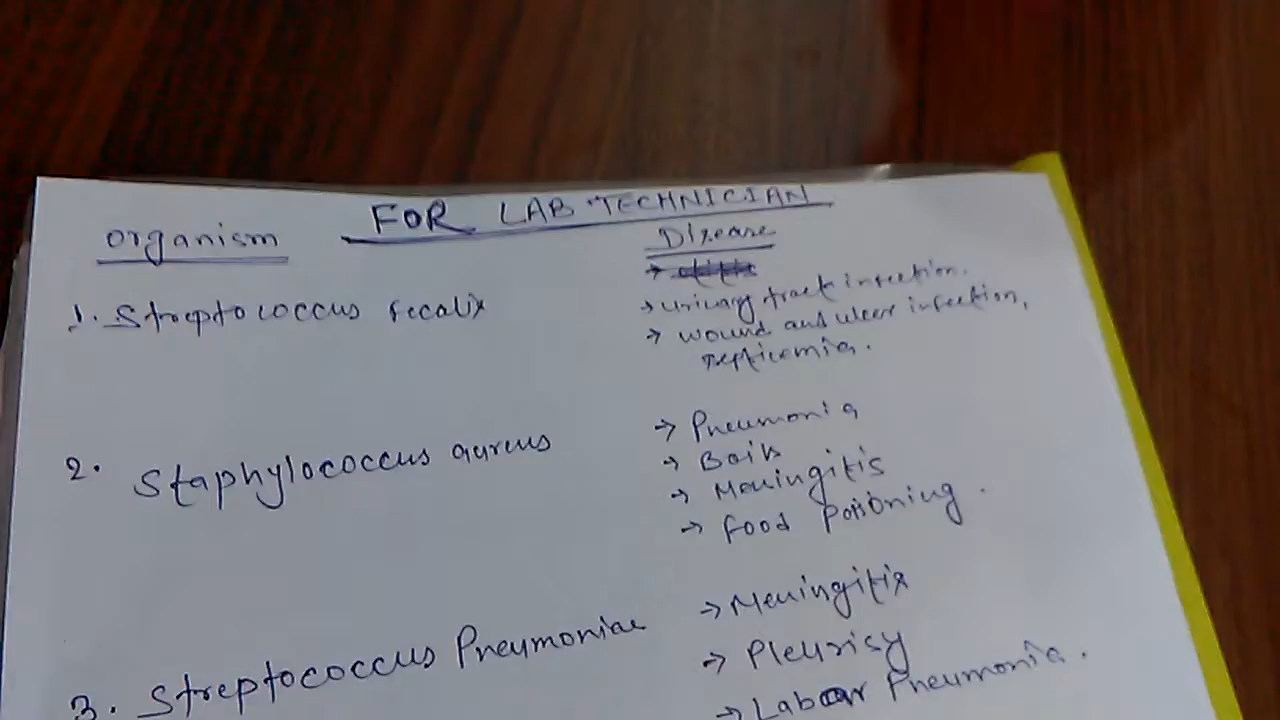 FOR LAB TECHNICIAN
Organism
Disease
1. Streptococcus fecalis
→ urinary tract infection.
→ wound and ulcer infection,
septicemia.
2. Staphylococcus aureus
→ Pneumonia
→ Boils
→ Meningitis
→ Food Poisoning.
3. Streptococcus Pneumoniae
→ Meningitis
→ Pleurisy
→ Labar Pneumonia.